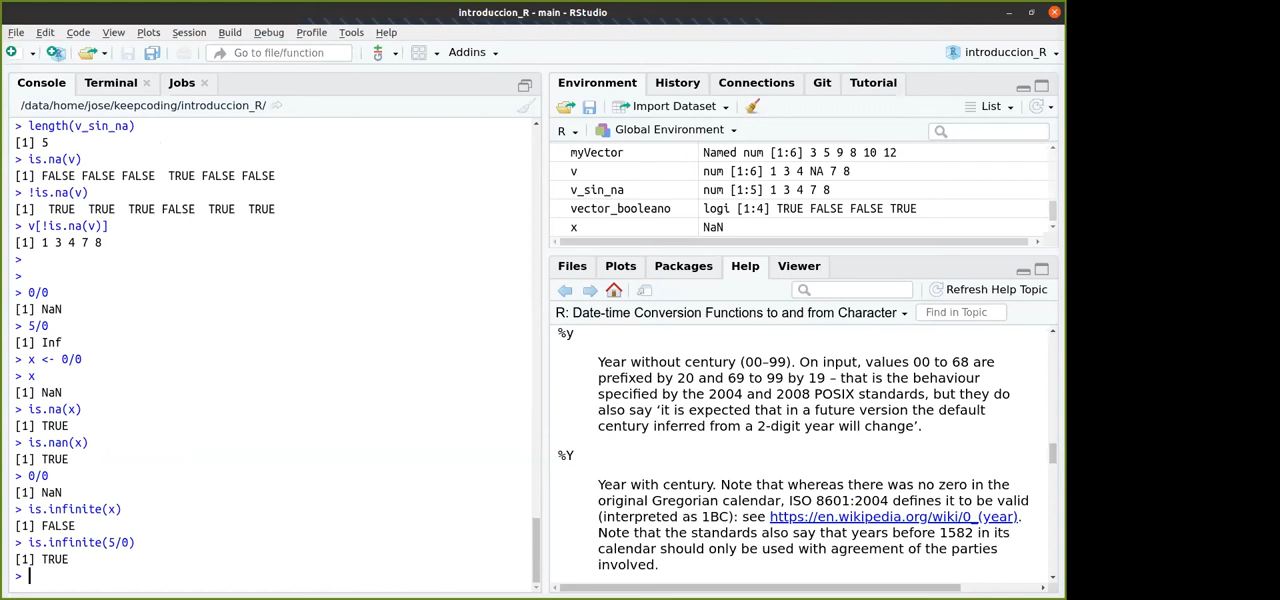 introduccion_R - main - RStudio
File Edit Code View Plots Session Build Debug Profile Tools Help
Go to file/function Addins introduccion_R
Console Terminal Jobs
/data/home/jose/keepcoding/introduccion_R/
> length(v_sin_na)
[1] 5
> is.na(v)
[1] FALSE FALSE FALSE  TRUE FALSE FALSE
> !is.na(v)
[1]  TRUE  TRUE  TRUE FALSE  TRUE  TRUE
> v[!is.na(v)]
[1] 1 3 4 7 8
>
>
> 0/0
[1] NaN
> 5/0
[1] Inf
> x <- 0/0
> x
[1] NaN
> is.na(x)
[1] TRUE
> is.nan(x)
[1] TRUE
> 0/0
[1] NaN
> is.infinite(x)
[1] FALSE
> is.infinite(5/0)
[1] TRUE
>
Environment History Connections Git Tutorial
Import Dataset List
R Global Environment
myVector Named num [1:6] 3 5 9 8 10 12
v num [1:6] 1 3 4 NA 7 8
v_sin_na num [1:5] 1 3 4 7 8
vector_booleano logi [1:4] TRUE FALSE FALSE TRUE
x NaN
Files Plots Packages Help Viewer
Refresh Help Topic
R: Date-time Conversion Functions to and from Character Find in Topic
%y
Year without century (00–99). On input, values 00 to 68 are
prefixed by 20 and 69 to 99 by 19 – that is the behaviour
specified by the 2004 and 2008 POSIX standards, but they do
also say ‘it is expected that in a future version the default
century inferred from a 2-digit year will change’.
%Y
Year with century. Note that whereas there was no zero in the
original Gregorian calendar, ISO 8601:2004 defines it to be valid
(interpreted as 1BC): see https://en.wikipedia.org/wiki/0_(year).
Note that the standards also say that years before 1582 in its
calendar should only be used with agreement of the parties
involved.